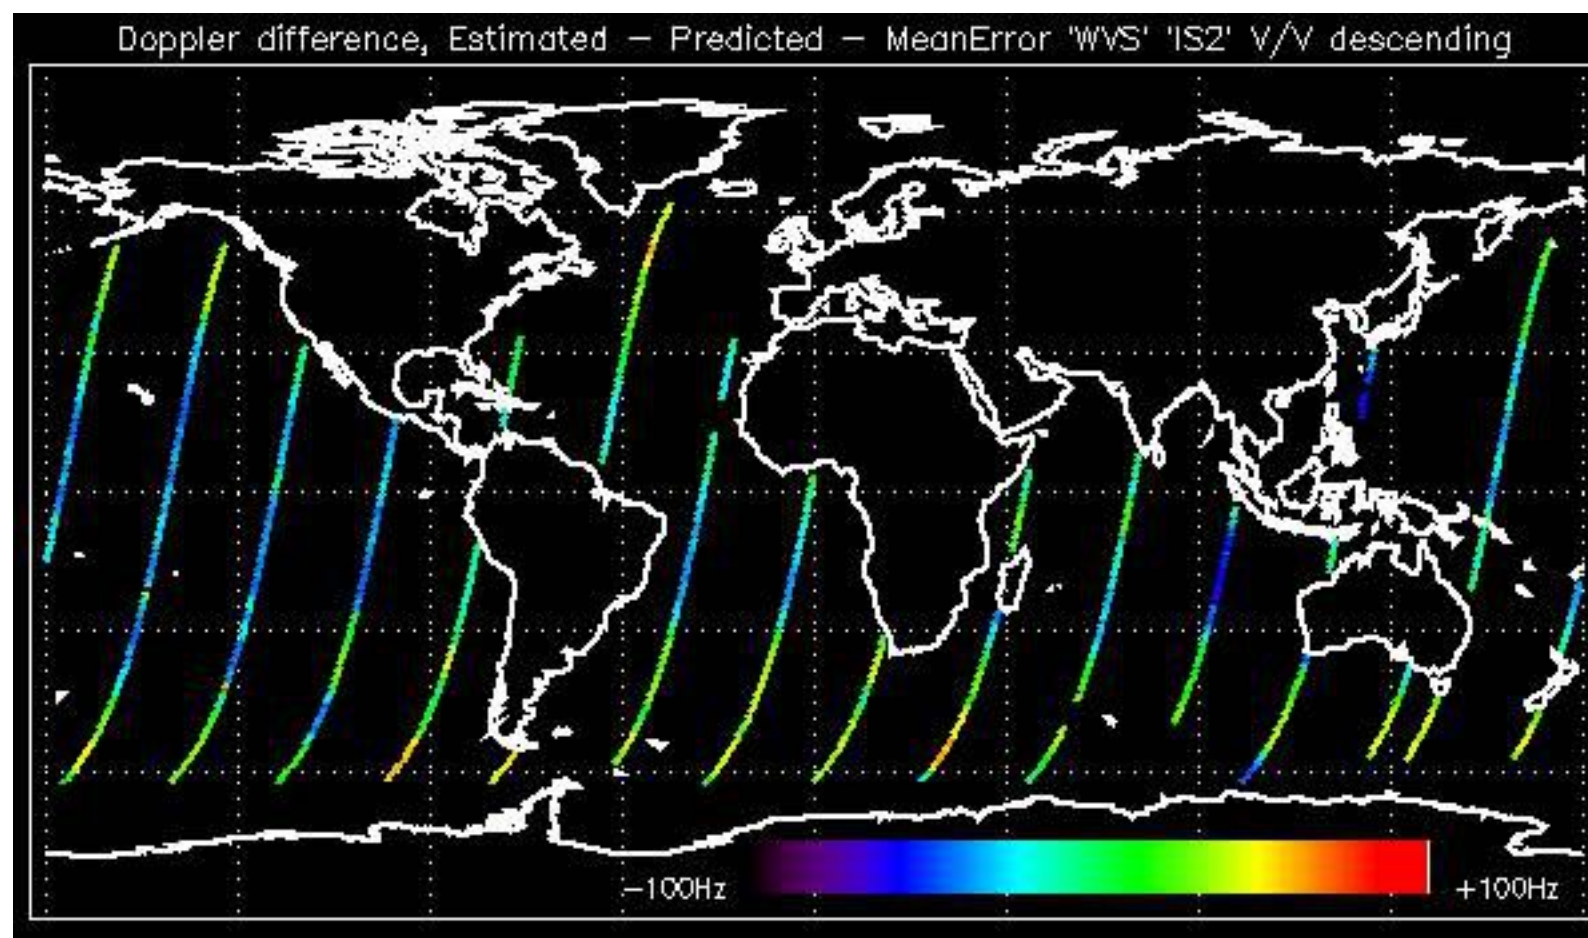 Doppler difference, Estimated – Predicted – MeanError 'WVS' 'IS2' V/V descending
−100Hz +100Hz